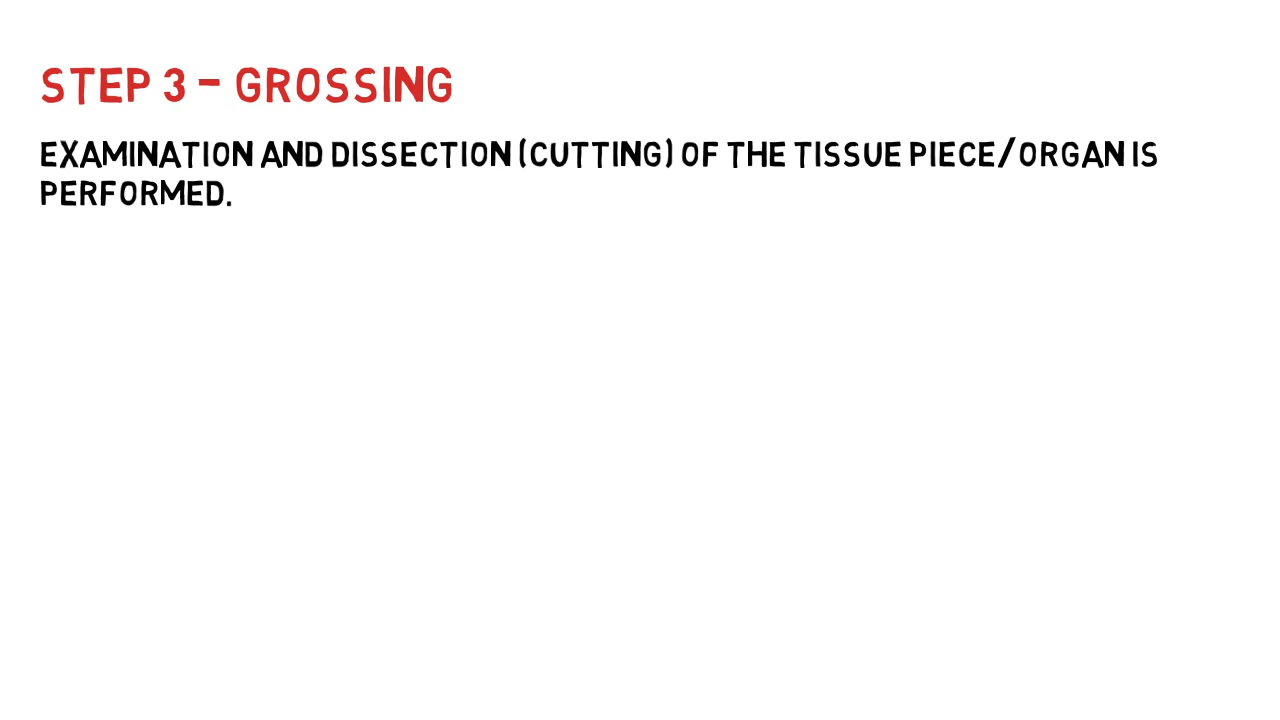 STEP 3 – GROSSING
EXAMINATION AND DISSECTION (CUTTING) OF THE TISSUE PIECE/ORGAN IS
PERFORMED.